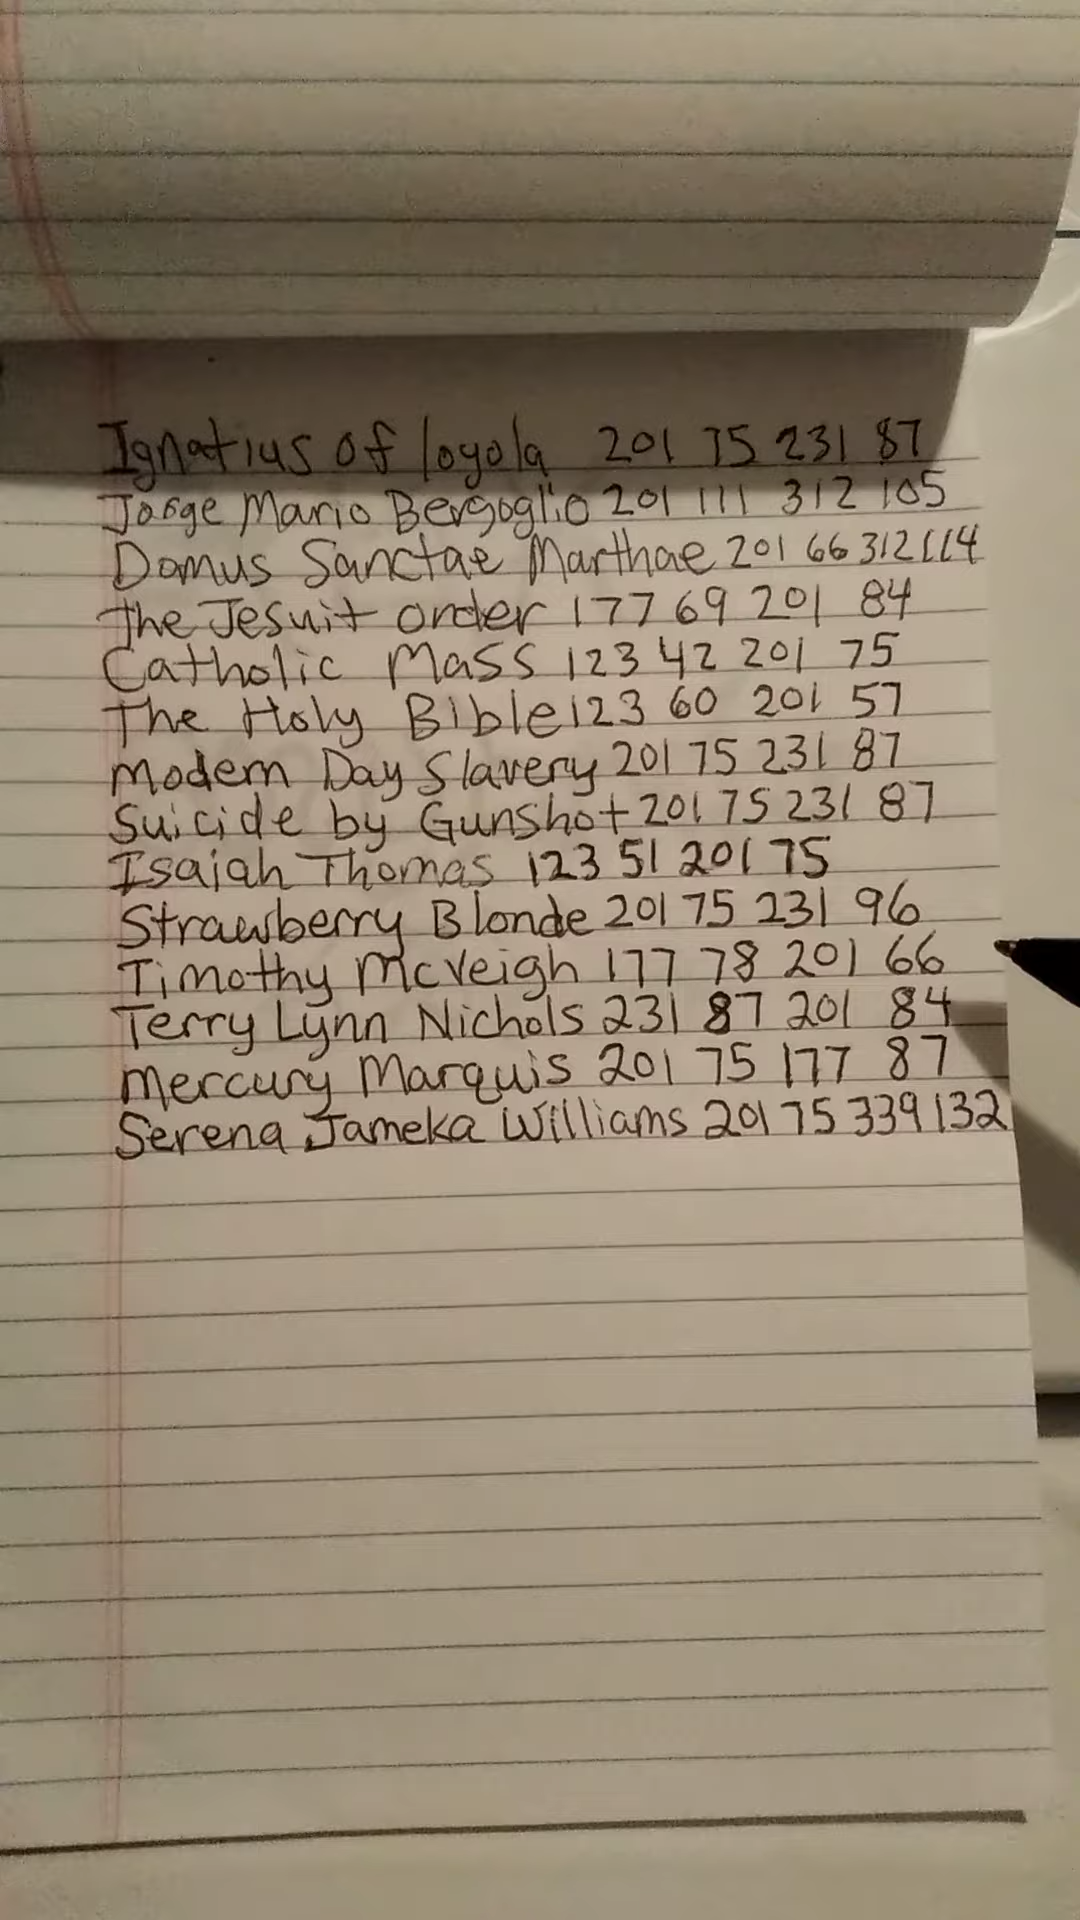 Ignatius of loyola 201 75 231 87
Jorge Mario Bergoglio 201 111 312 105
Domus Sanctae Marthae 201 66 312 114
The Jesuit order 177 69 201 84
Catholic Mass 123 42 201 75
The Holy Bible 123 60 201 57
Modern Day Slavery 201 75 231 87
Suicide by Gunshot 201 75 231 87
Isaiah Thomas 123 51 201 75
Strawberry Blonde 201 75 231 96
Timothy McVeigh 177 78 201 66
Terry Lynn Nichols 231 87 201 84
Mercury Marquis 201 75 177 87
Serena Jameka Williams 201 75 339 132